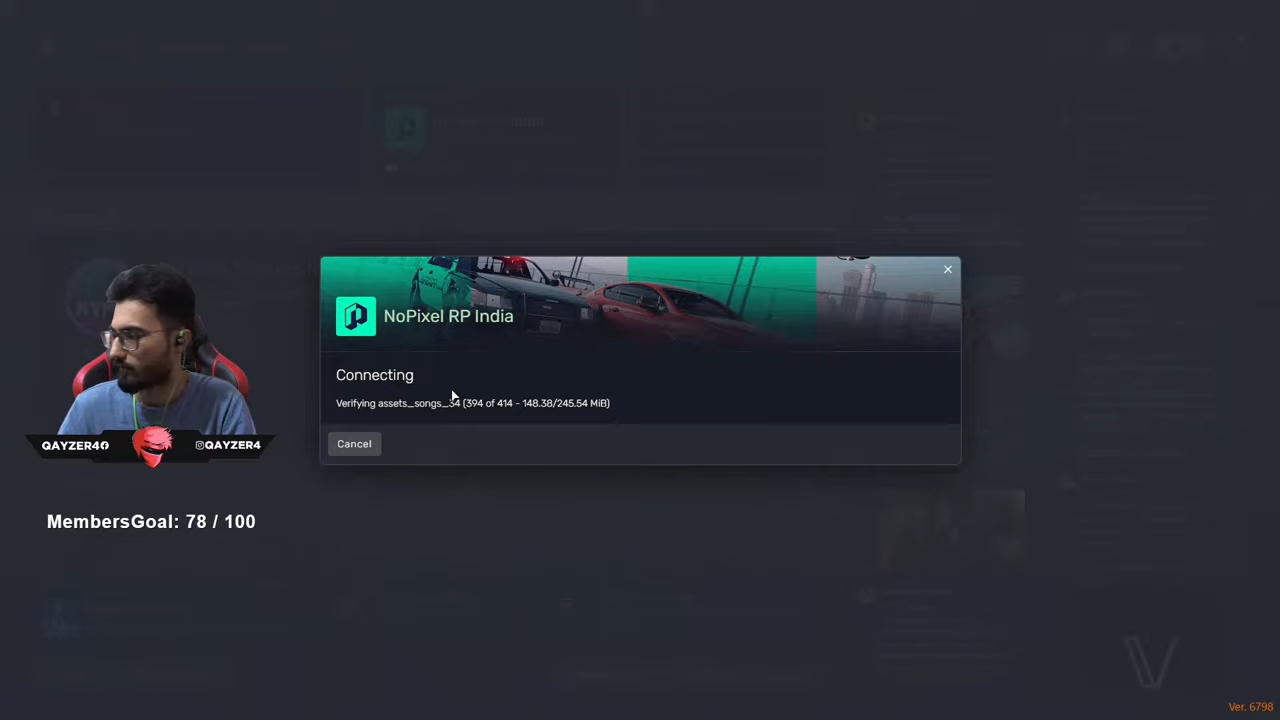 NoPixel RP India
Connecting
Verifying assets_songs_34 (394 of 414 - 148.38/245.54 MiB)
Cancel
QAYZER4
QAYZER4
MembersGoal: 78 / 100
Ver. 6798